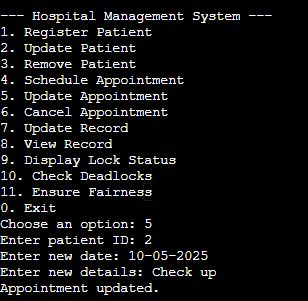 --- Hospital Management System ---
1. Register Patient
2. Update Patient
3. Remove Patient
4. Schedule Appointment
5. Update Appointment
6. Cancel Appointment
7. Update Record
8. View Record
9. Display Lock Status
10. Check Deadlocks
11. Ensure Fairness
0. Exit
Choose an option: 5
Enter patient ID: 2
Enter new date: 10-05-2025
Enter new details: Check up
Appointment updated.